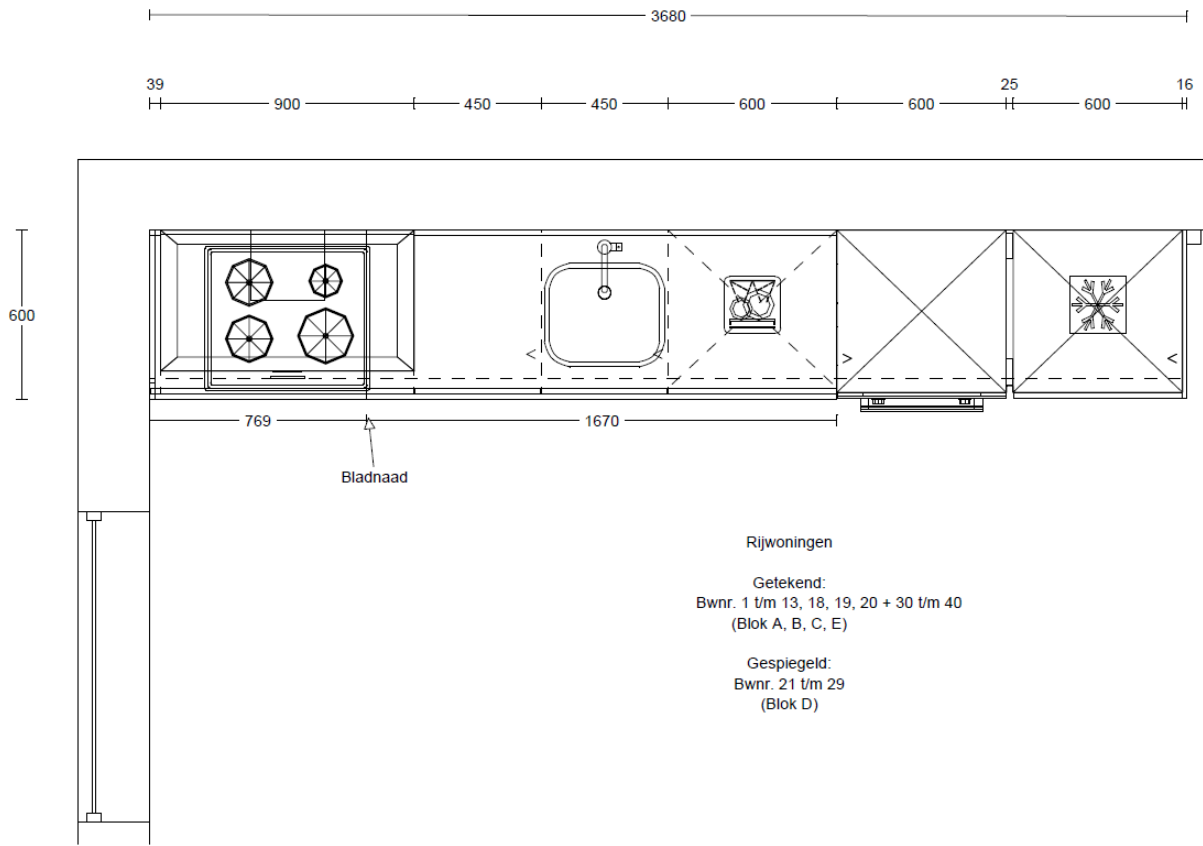 3680
39 900 450 450 600 600 25 600 16
600
769 1670
Bladnaad
Rijwoningen
Getekend:
Bwnr. 1 t/m 13, 18, 19, 20 + 30 t/m 40
(Blok A, B, C, E)
Gespiegeld:
Bwnr. 21 t/m 29
(Blok D)